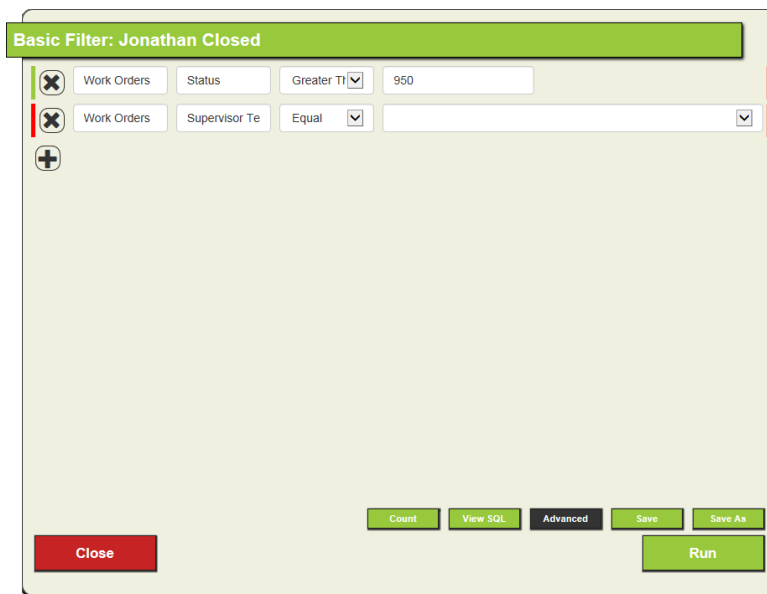 Basic Filter: Jonathan Closed
Work Orders Status Greater Th 950
Work Orders Supervisor Te Equal
Count View SQL Advanced Save Save As
Close Run